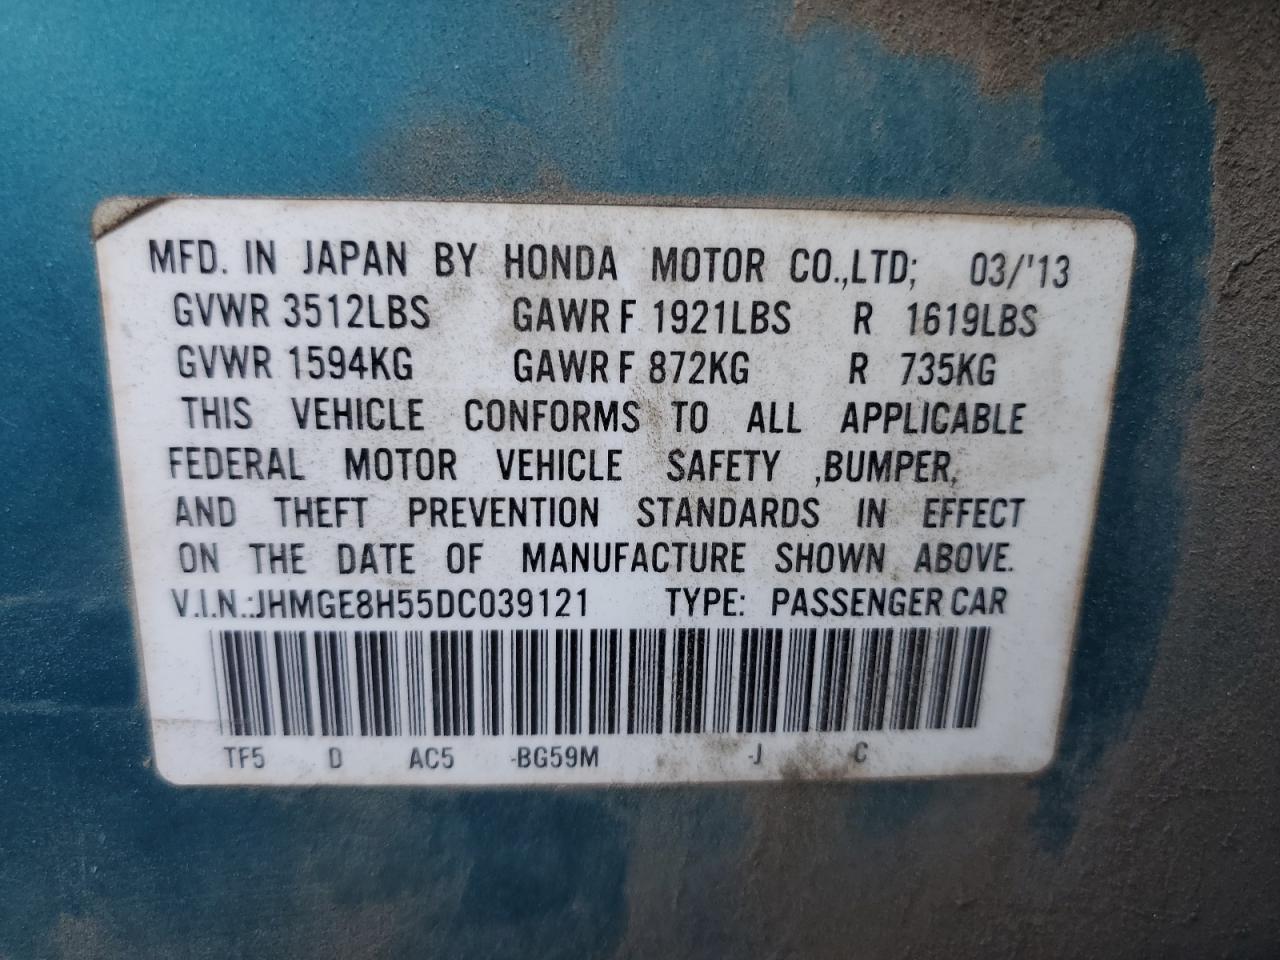 MFD. IN JAPAN BY HONDA MOTOR CO.,LTD; 03/'13
GVWR 3512LBS GAWR F 1921LBS R 1619LBS
GVWR 1594KG GAWR F 872KG R 735KG
THIS VEHICLE CONFORMS TO ALL APPLICABLE
FEDERAL MOTOR VEHICLE SAFETY ,BUMPER,
AND THEFT PREVENTION STANDARDS IN EFFECT
ON THE DATE OF MANUFACTURE SHOWN ABOVE.
V.I.N.:JHMGE8H55DC039121 TYPE: PASSENGER CAR
TF5 D AC5 -BG59M -J C